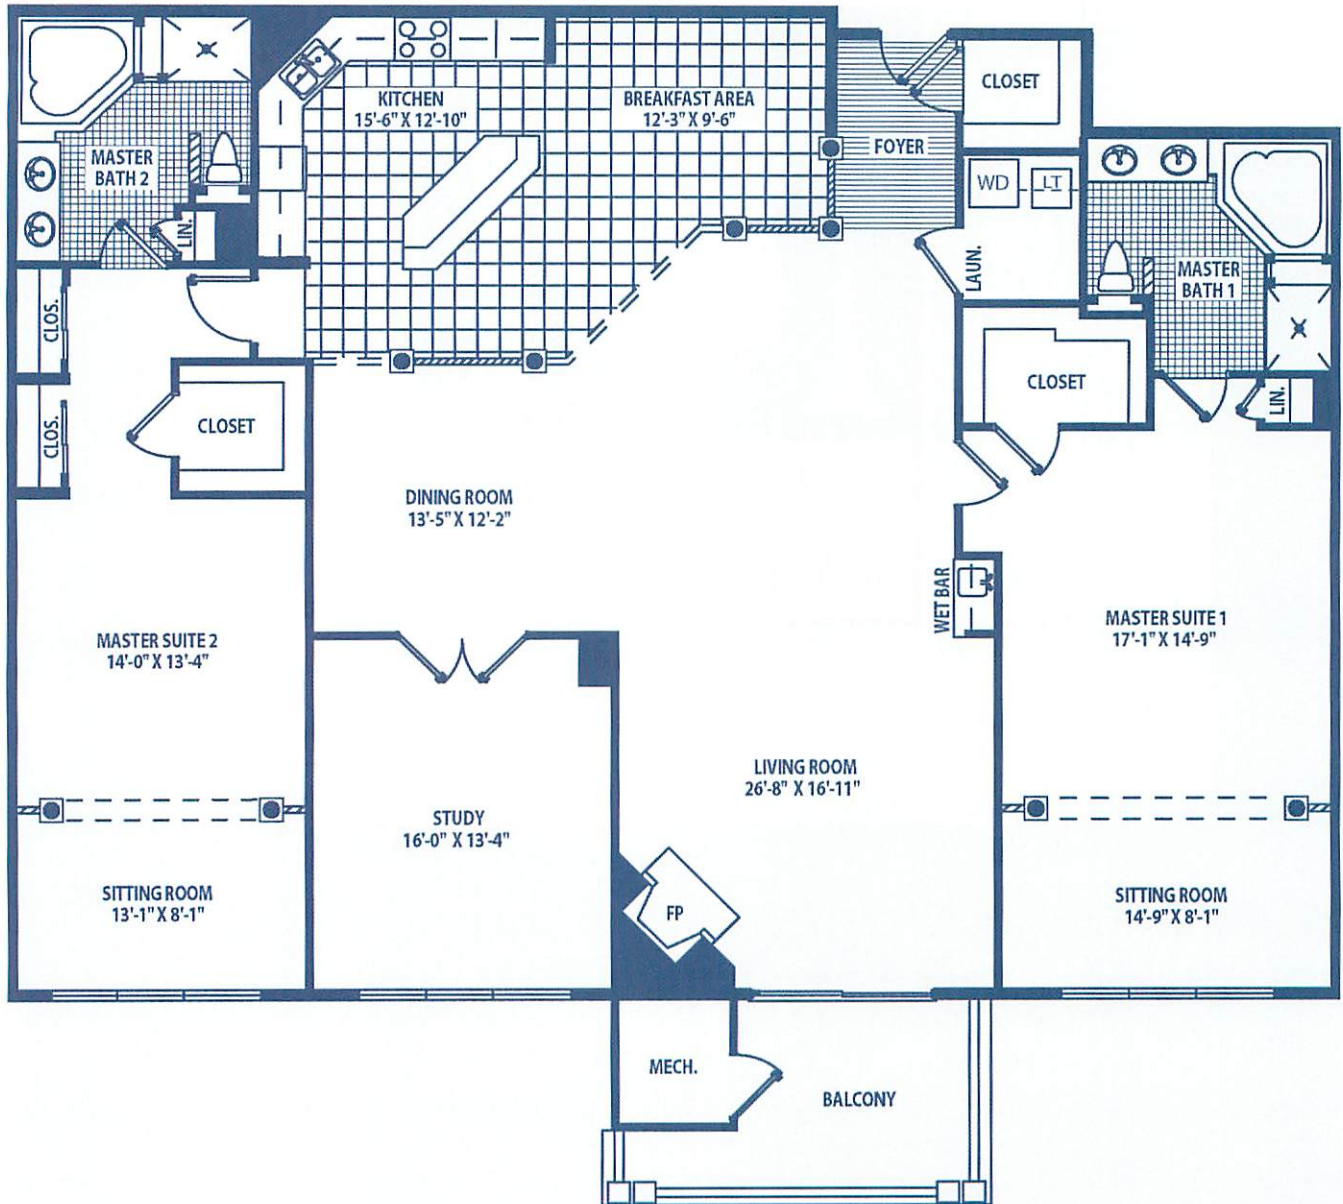 CLOSET
KITCHEN
15'-6" X 12'-10"
BREAKFAST AREA
12'-3" X 9'-6"
FOYER
MASTER
BATH 2
WD
LT
LIN.
LAUN.
MASTER
BATH 1
CLOS.
CLOSET
CLOS.
CLOSET
LIN.
DINING ROOM
13'-5" X 12'-2"
WET BAR
MASTER SUITE 2
14'-0" X 13'-4"
MASTER SUITE 1
17'-1" X 14'-9"
LIVING ROOM
26'-8" X 16'-11"
STUDY
16'-0" X 13'-4"
SITTING ROOM
13'-1" X 8'-1"
FP
SITTING ROOM
14'-9" X 8'-1"
MECH.
BALCONY